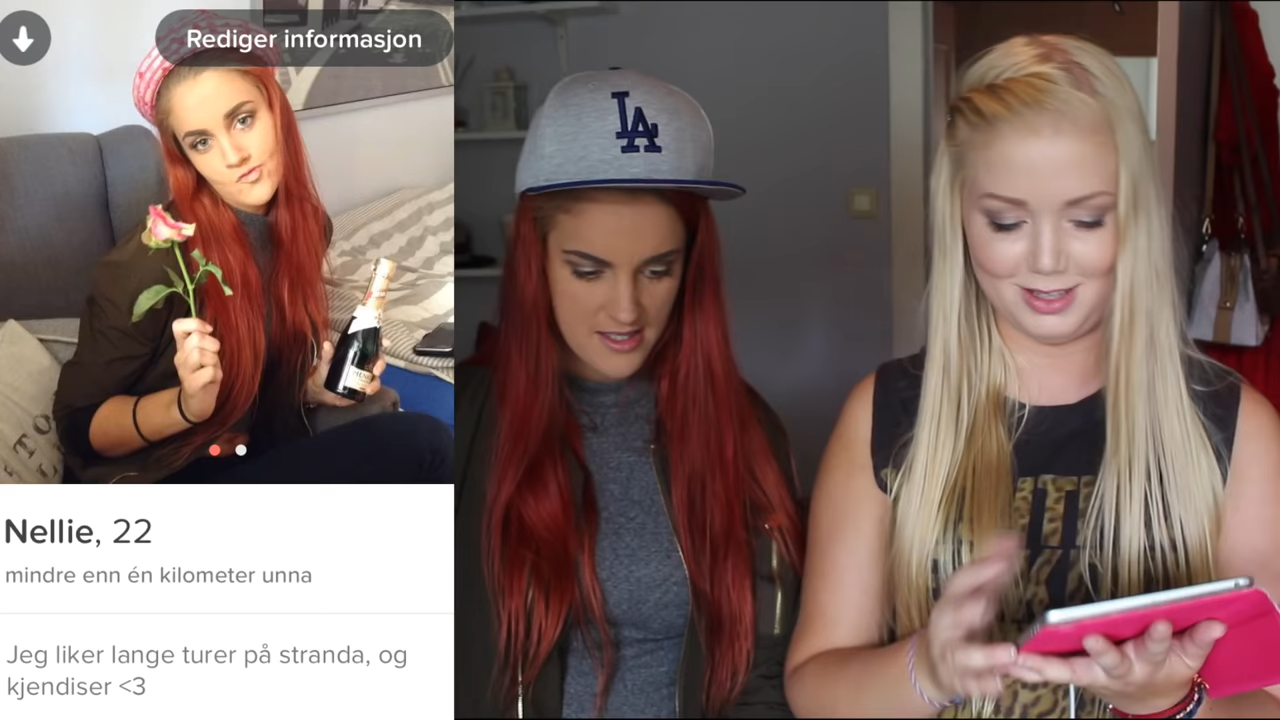 Rediger informasjon
Nellie, 22
mindre enn én kilometer unna
Jeg liker lange turer på stranda, og
kjendiser <3
LA